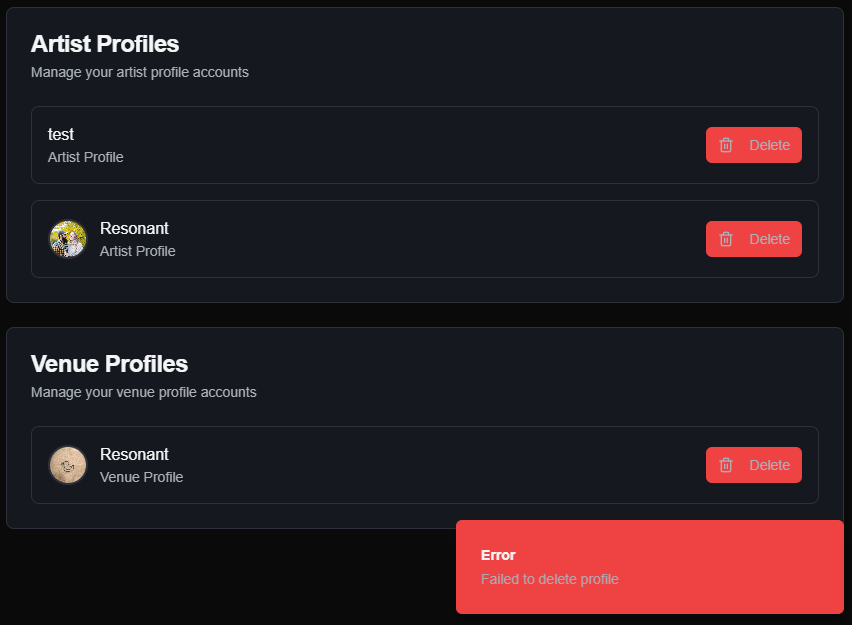 Artist Profiles
Manage your artist profile accounts
test
Artist Profile
Delete
Resonant
Artist Profile
Delete
Venue Profiles
Manage your venue profile accounts
Resonant
Venue Profile
Delete
Error
Failed to delete profile